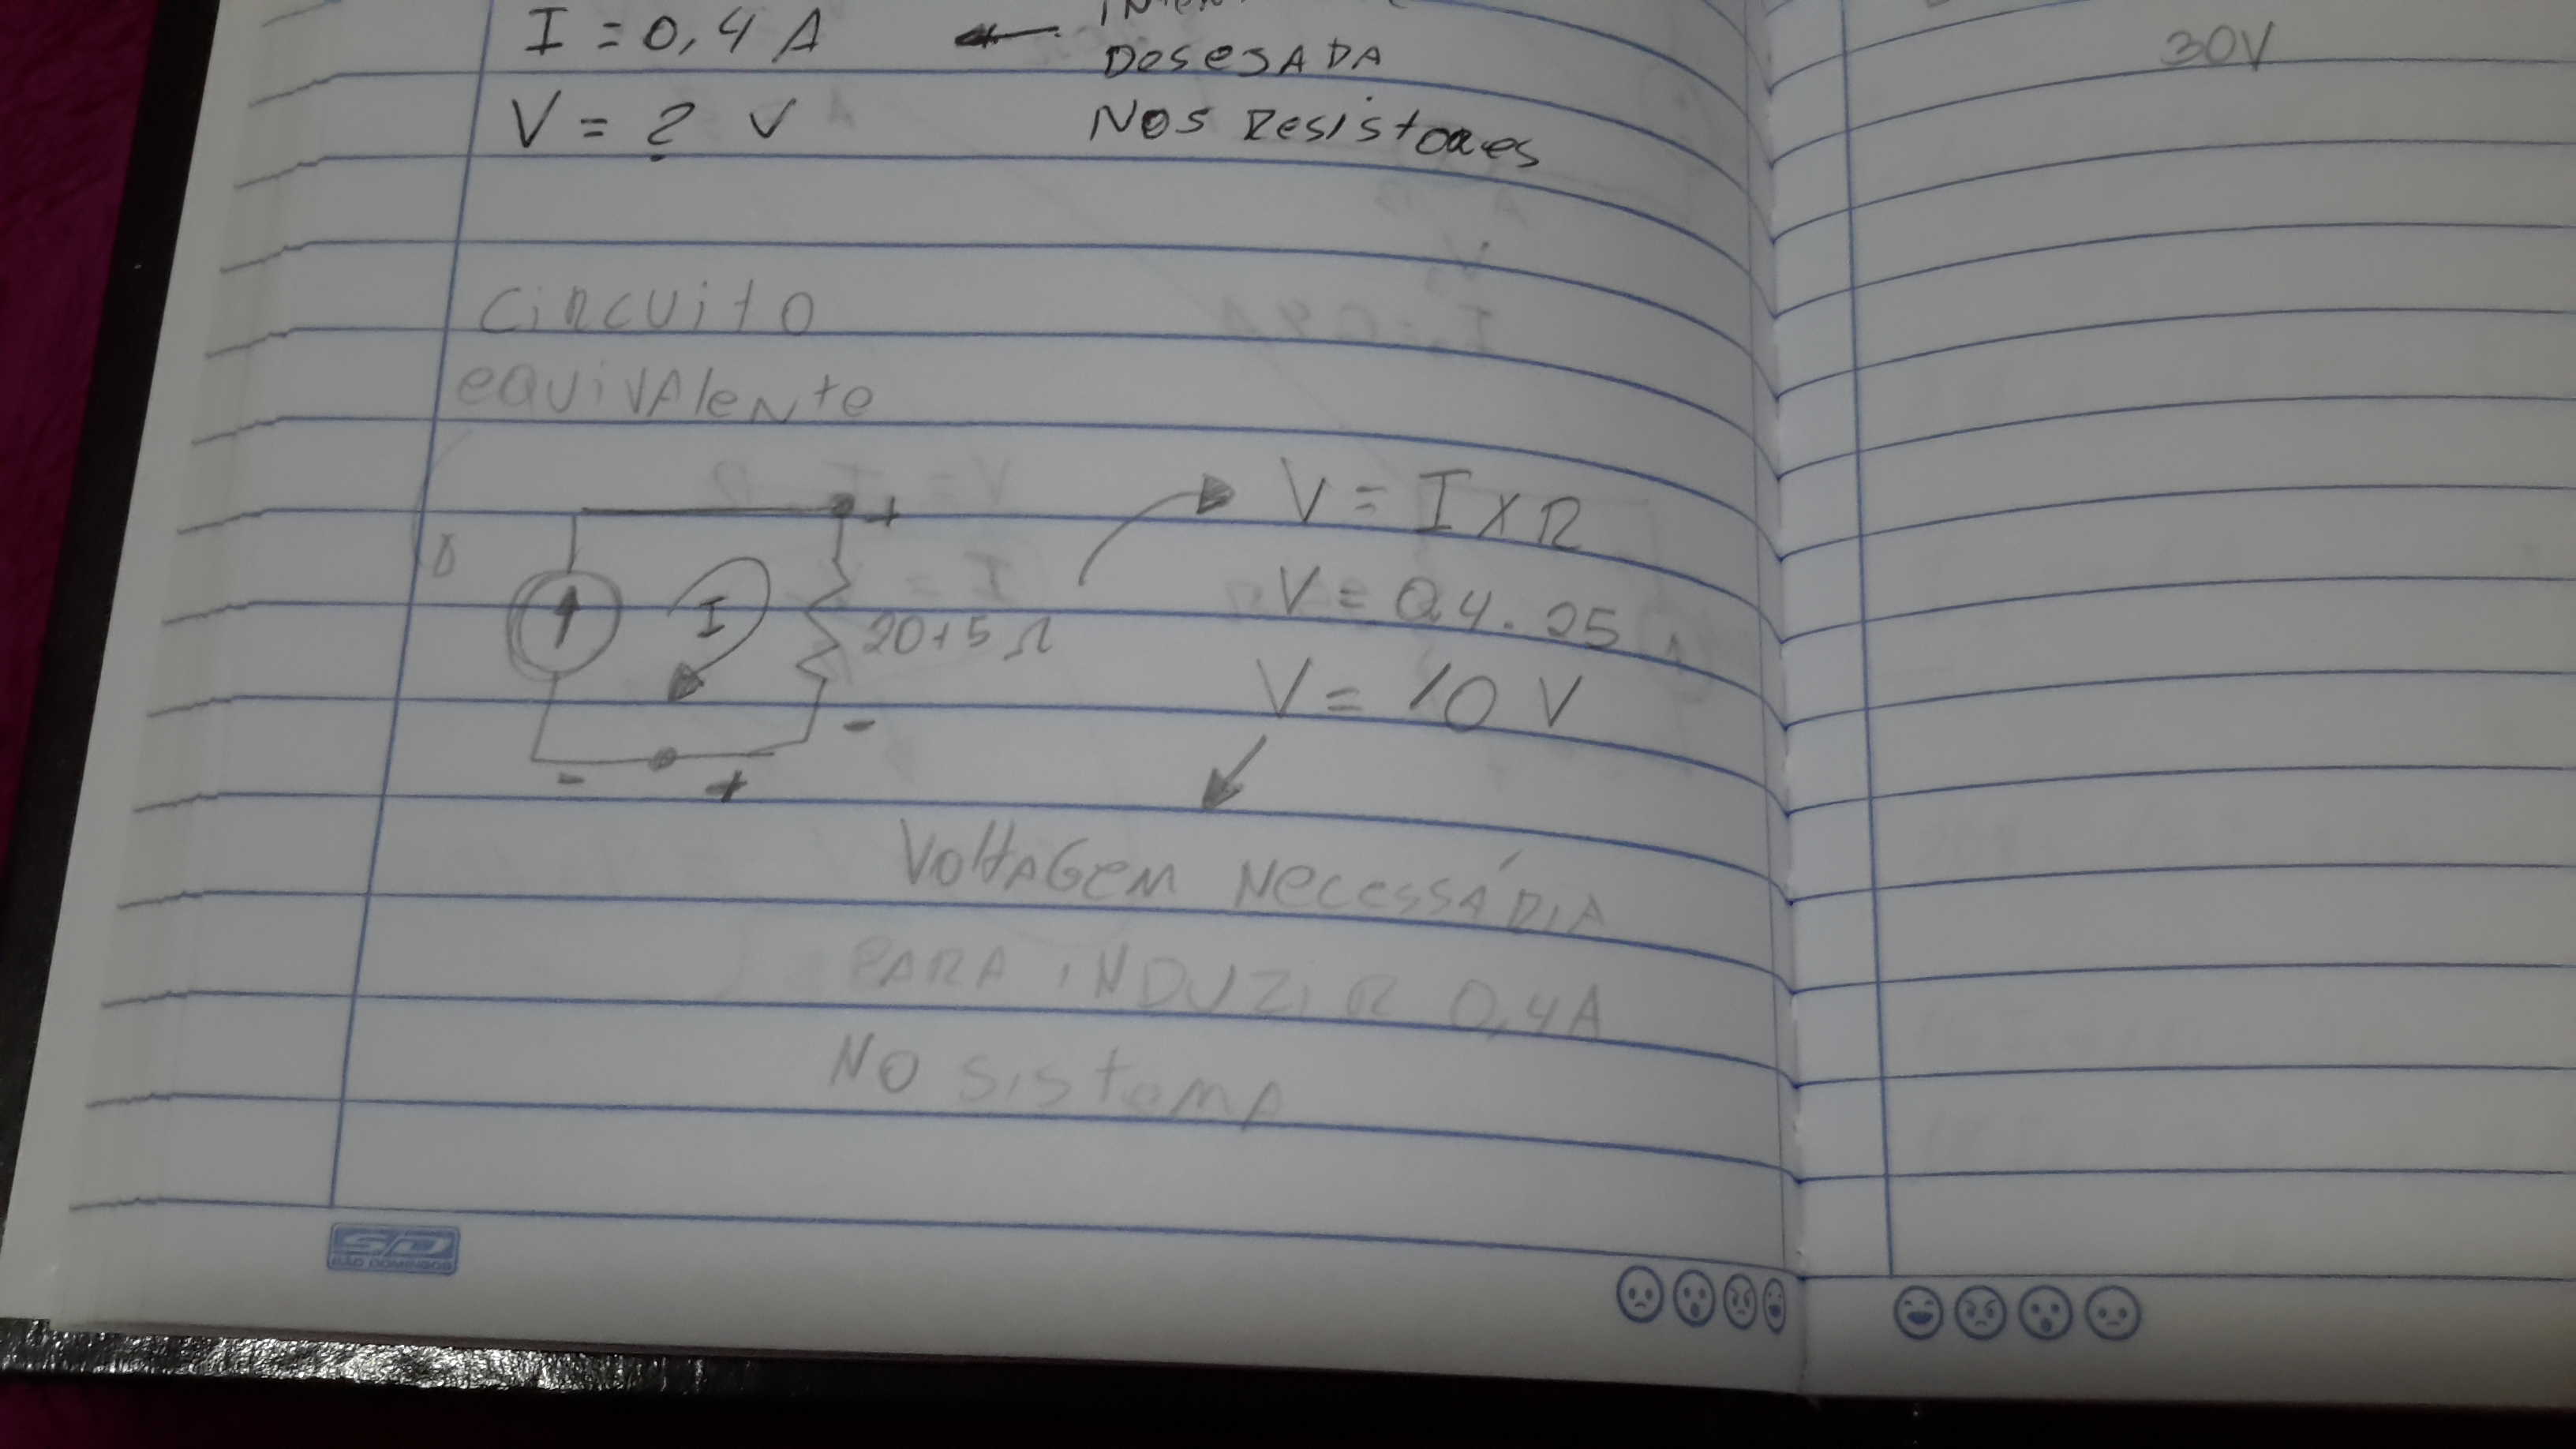 I = 0,4 A ←
DESEJADA
V = ? V NOS RESISTORES
30V
CIRCUITO
EQUIVALENTE
+
I
20+5 Ω
-
- +
V = I X R
V = 0,4 . 25
V = 10 V
VOLTAGEM NECESSÁRIA
PARA INDUZIR 0,4A
NO SISTEMA
SD
SÃO DOMINGOS